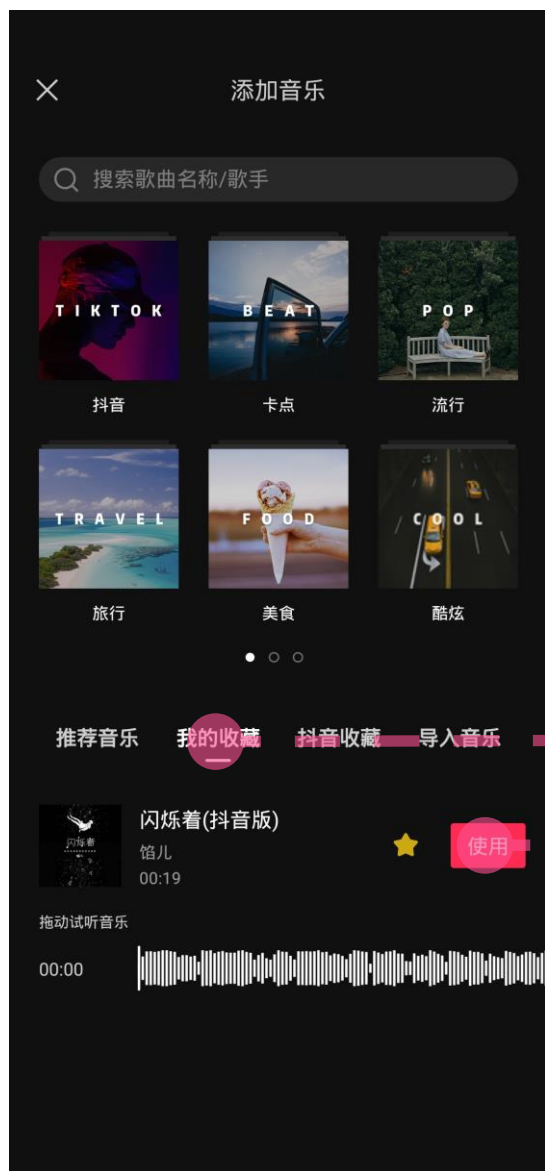 添加音乐
搜索歌曲名称/歌手
TIKTOK
BEAT
POP
抖音
卡点
流行
TRAVEL
FOOD
COOL
旅行
美食
酷炫
推荐音乐 我的收藏 抖音收藏 导入音乐
闪烁着
闪烁着(抖音版)
馅儿
使用
00:19
拖动试听音乐
00:00